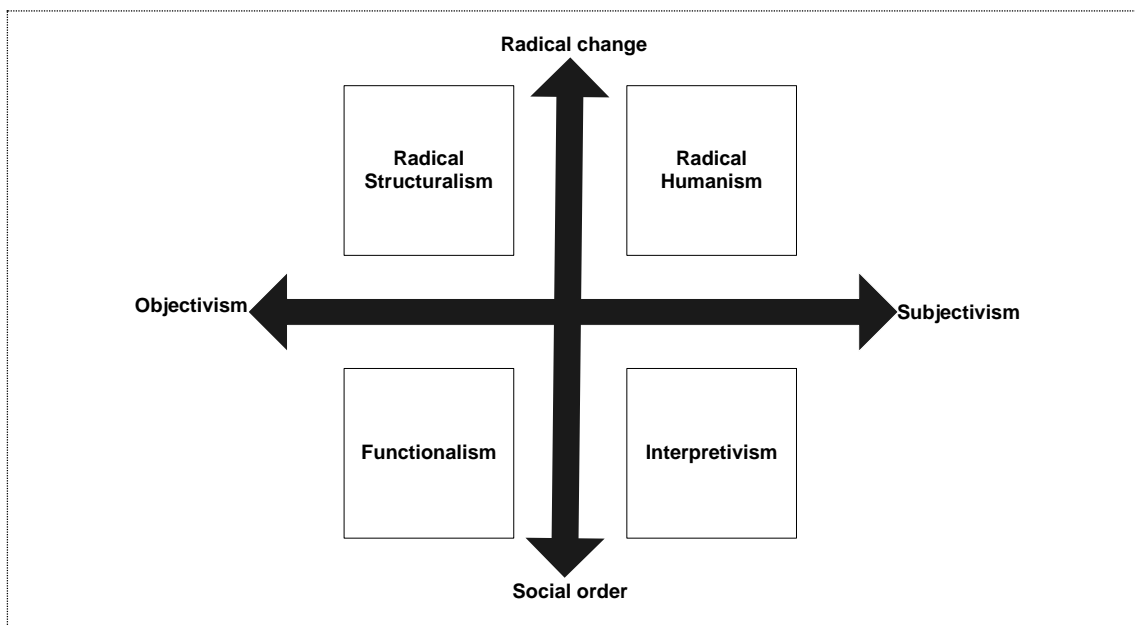 Radical change
Radical
Structuralism
Radical
Humanism
Objectivism
Subjectivism
Functionalism
Interpretivism
Social order